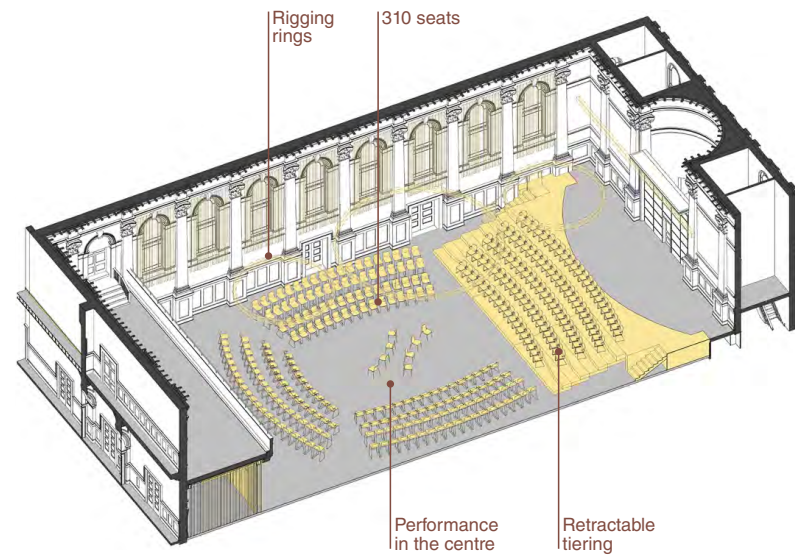 Rigging
rings
310 seats
Performance
in the centre
Retractable
tiering